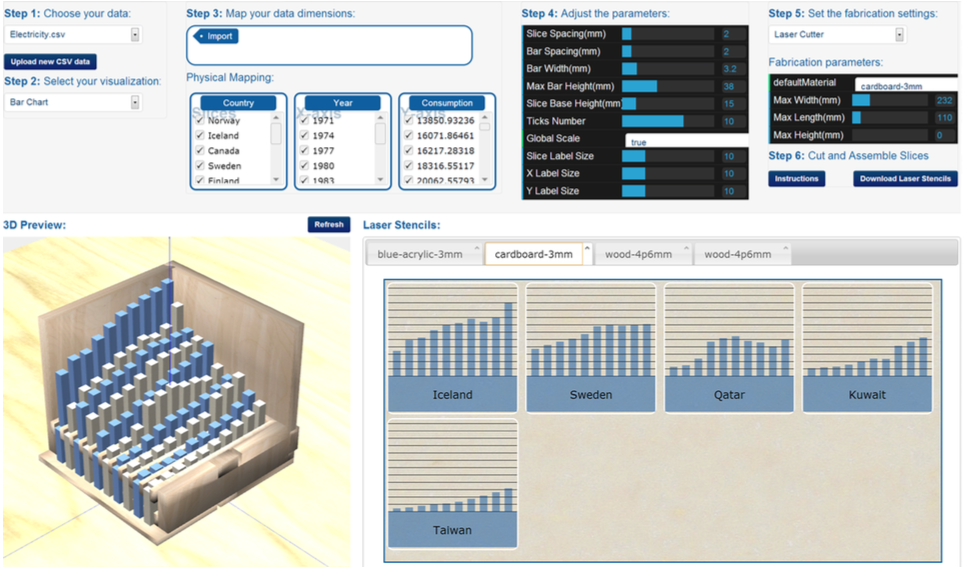 Step 1: Choose your data:
Electricity.csv
Upload new CSV data
Step 2: Select your visualization:
Bar Chart
Step 3: Map your data dimensions:
Import
Physical Mapping:
Slices
Country
Norway
Iceland
Canada
Sweden
Finland
X-axis
Year
1971
1974
1977
1980
1983
Y-axis
Consumption
13850.93236
16071.86461
16217.28318
18316.55117
20062.55793
Step 4: Adjust the parameters:
Slice Spacing(mm) 2
Bar Spacing(mm) 2
Bar Width(mm) 3.2
Max Bar Height(mm) 38
Slice Base Height(mm 15
Ticks Number 10
Global Scale true
Slice Label Size 10
X Label Size 10
Y Label Size 10
Step 5: Set the fabrication settings:
Laser Cutter
Fabrication parameters:
defaultMaterial cardboard-3mm
Max Width(mm) 232
Max Length(mm) 110
Max Height(mm) 0
Step 6: Cut and Assemble Slices
Instructions Download Laser Stencils
3D Preview: Refresh
Laser Stencils:
blue-acrylic-3mm cardboard-3mm wood-4p6mm wood-4p6mm
Iceland Sweden Qatar Kuwait
Taiwan